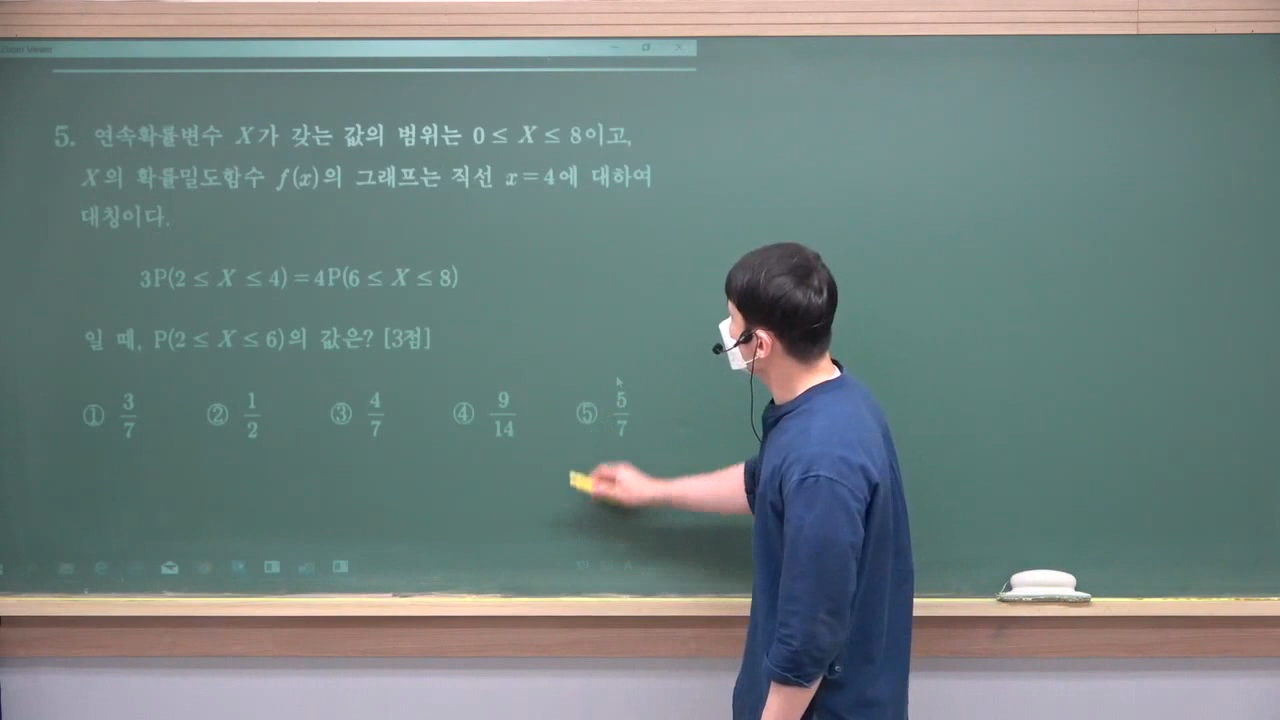 Zoom Viewer
5. 연속확률변수 X가 갖는 값의 범위는 0 ≤ X ≤ 8이고,
X의 확률밀도함수 f(x)의 그래프는 직선 x=4에 대하여
대칭이다.
3P(2 ≤ X ≤ 4)=4P(6 ≤ X ≤ 8)
일 때, P(2 ≤ X ≤ 6)의 값은? [3점]
① 3/7 ② 1/2 ③ 4/7 ④ 9/14 ⑤ 5/7